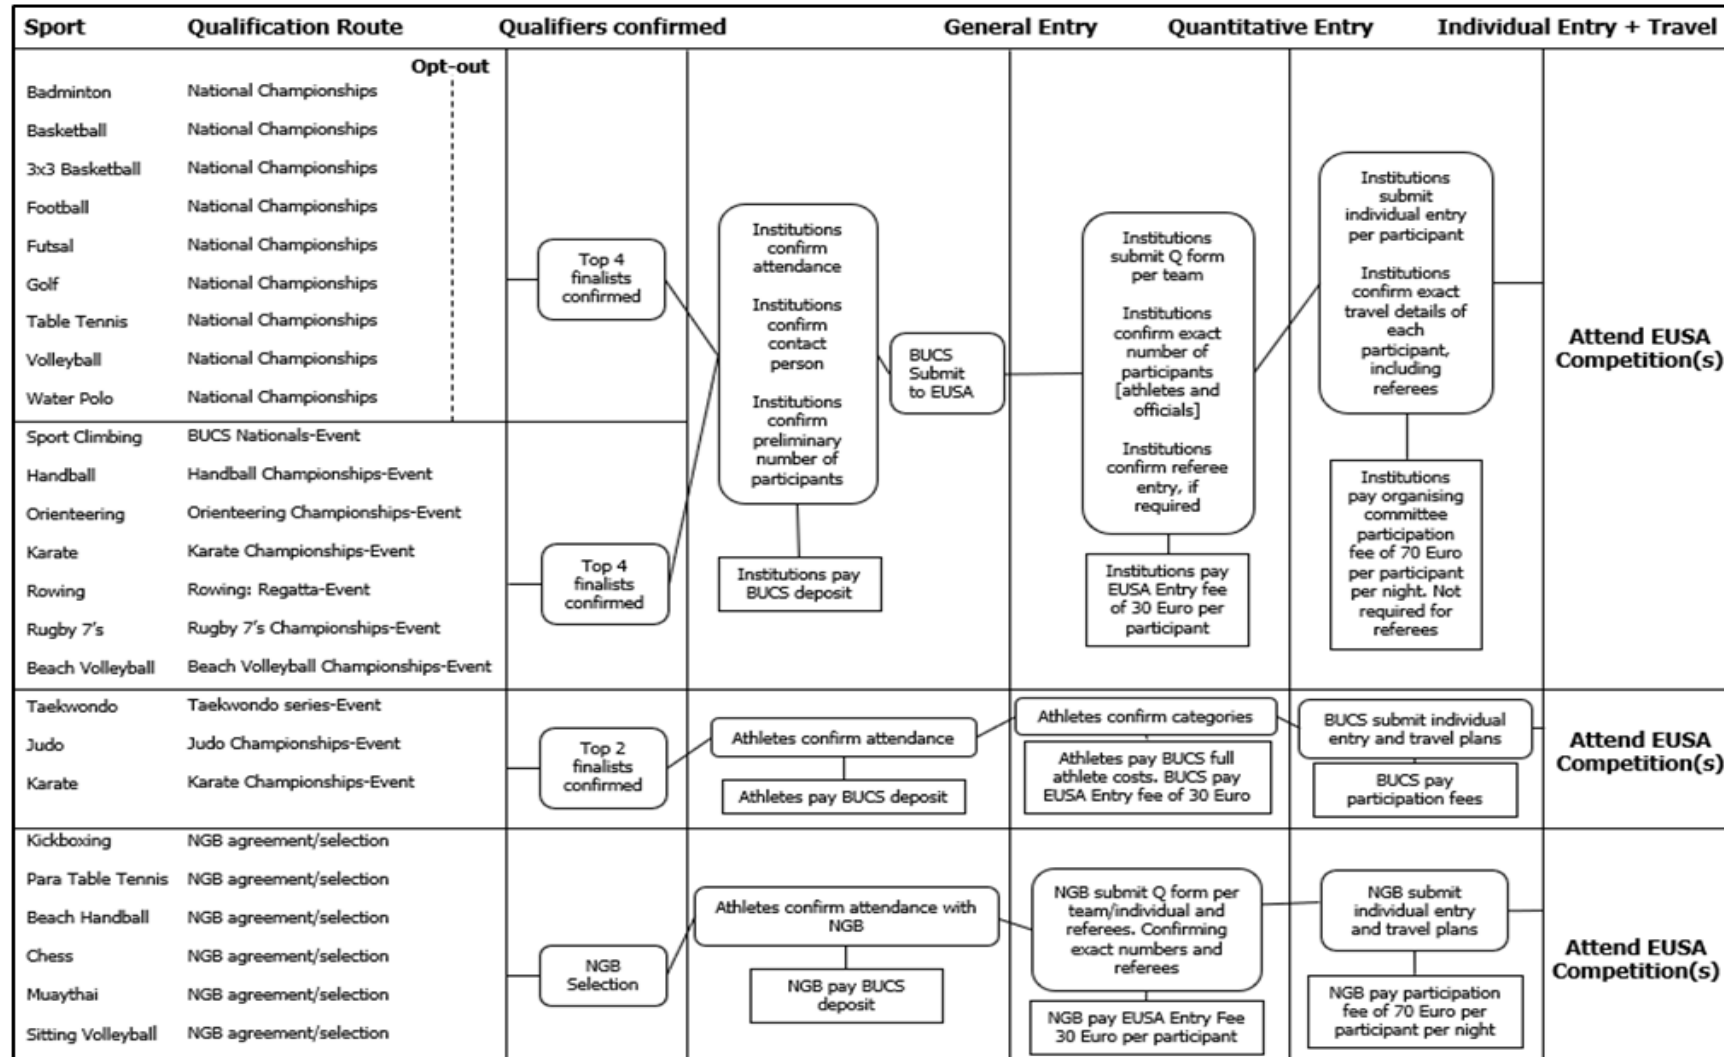 Sport Qualification Route Qualifiers confirmed General Entry Quantitative Entry Individual Entry + Travel
Opt-out
Badminton National Championships
Basketball National Championships
3x3 Basketball National Championships
Football National Championships
Futsal National Championships
Golf National Championships
Table Tennis National Championships
Volleyball National Championships
Water Polo National Championships
Top 4
finalists
confirmed
Sport Climbing BUCS Nationals-Event
Handball Handball Championships-Event
Orienteering Orienteering Championships-Event
Karate Karate Championships-Event
Rowing Rowing: Regatta-Event
Rugby 7's Rugby 7's Championships-Event
Beach Volleyball Beach Volleyball Championships-Event
Top 4
finalists
confirmed
Institutions
confirm
attendance
Institutions
confirm
contact
person
Institutions
confirm
preliminary
number of
participants
Institutions pay
BUCS deposit
BUCS
Submit
to EUSA
Institutions
submit Q form
per team
Institutions
confirm exact
number of
participants
[athletes and
officials]
Institutions
confirm referee
entry, if
required
Institutions pay
EUSA Entry fee
of 30 Euro per
participant
Institutions
submit
individual entry
per participant
Institutions
confirm exact
travel details of
each
participant,
including
referees
Institutions
pay organising
committee
participation
fee of 70 Euro
per participant
per night. Not
required for
referees
Attend EUSA
Competition(s)
Taekwondo Taekwondo series-Event
Judo Judo Championships-Event
Karate Karate Championships-Event
Top 2
finalists
confirmed
Athletes confirm attendance
Athletes pay BUCS deposit
Athletes confirm categories
Athletes pay BUCS full
athlete costs. BUCS pay
EUSA Entry fee of 30 Euro
BUCS submit individual
entry and travel plans
BUCS pay
participation fees
Attend EUSA
Competition(s)
Kickboxing NGB agreement/selection
Para Table Tennis NGB agreement/selection
Beach Handball NGB agreement/selection
Chess NGB agreement/selection
Muaythai NGB agreement/selection
Sitting Volleyball NGB agreement/selection
NGB
Selection
Athletes confirm attendance with
NGB
NGB pay BUCS
deposit
NGB submit Q form per
team/individual and
referees. Confirming
exact numbers and
referees
NGB pay EUSA Entry Fee
30 Euro per participant
NGB submit
individual entry
and travel plans
NGB pay participation
fee of 70 Euro per
participant per night
Attend EUSA
Competition(s)